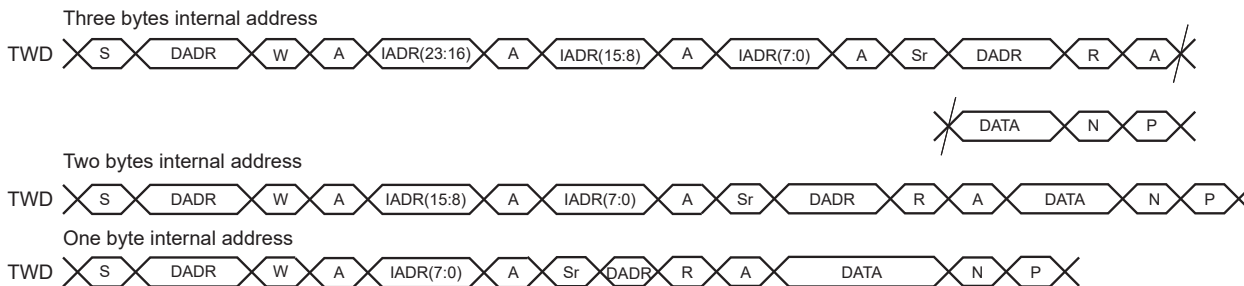 Three bytes internal address
TWD S DADR W A IADR(23:16) A IADR(15:8) A IADR(7:0) A Sr DADR R A
DATA N P
Two bytes internal address
TWD S DADR W A IADR(15:8) A IADR(7:0) A Sr DADR R A DATA N P
One byte internal address
TWD S DADR W A IADR(7:0) A Sr DADR R A DATA N P